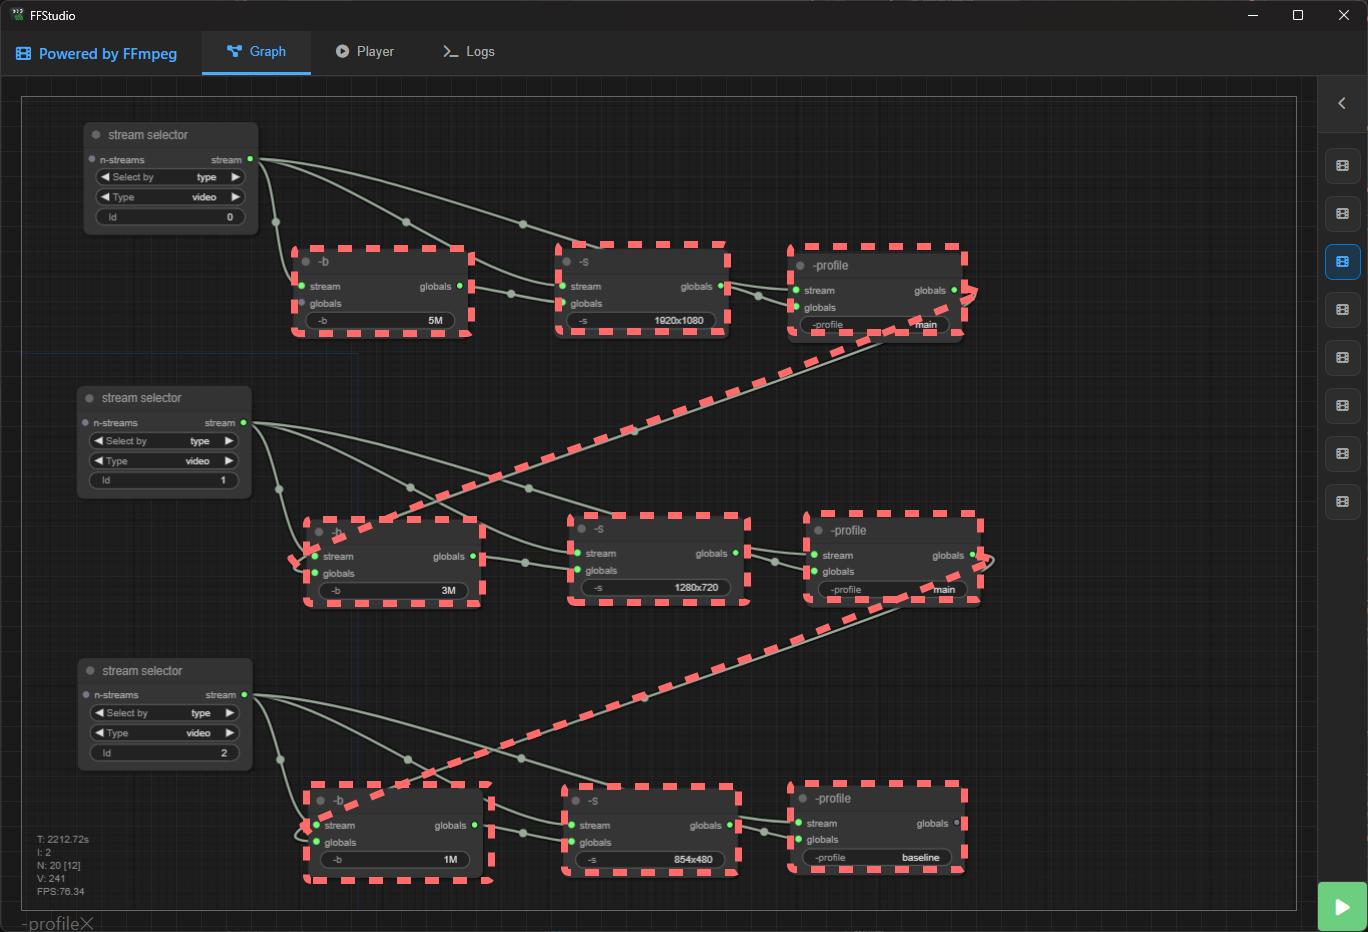 FFStudio
Powered by FFmpeg
Graph
Player
Logs
stream selector
n-streams stream
Select by type
Type video
Id 0
-b
stream globals
globals
-b 5M
-s
stream globals
globals
-s 1920x1080
-profile
stream globals
globals
-profile main
stream selector
n-streams stream
Select by type
Type video
Id 1
-b
stream globals
globals
-b 3M
-s
stream globals
globals
-s 1280x720
-profile
stream globals
globals
-profile main
stream selector
n-streams stream
Select by type
Type video
Id 2
-b
stream globals
globals
-b 1M
-s
stream globals
globals
-s 854x480
-profile
stream globals
globals
-profile baseline
T: 2212.72s
I: 2
N: 20 [12]
V: 241
FPS:76.34
-profile